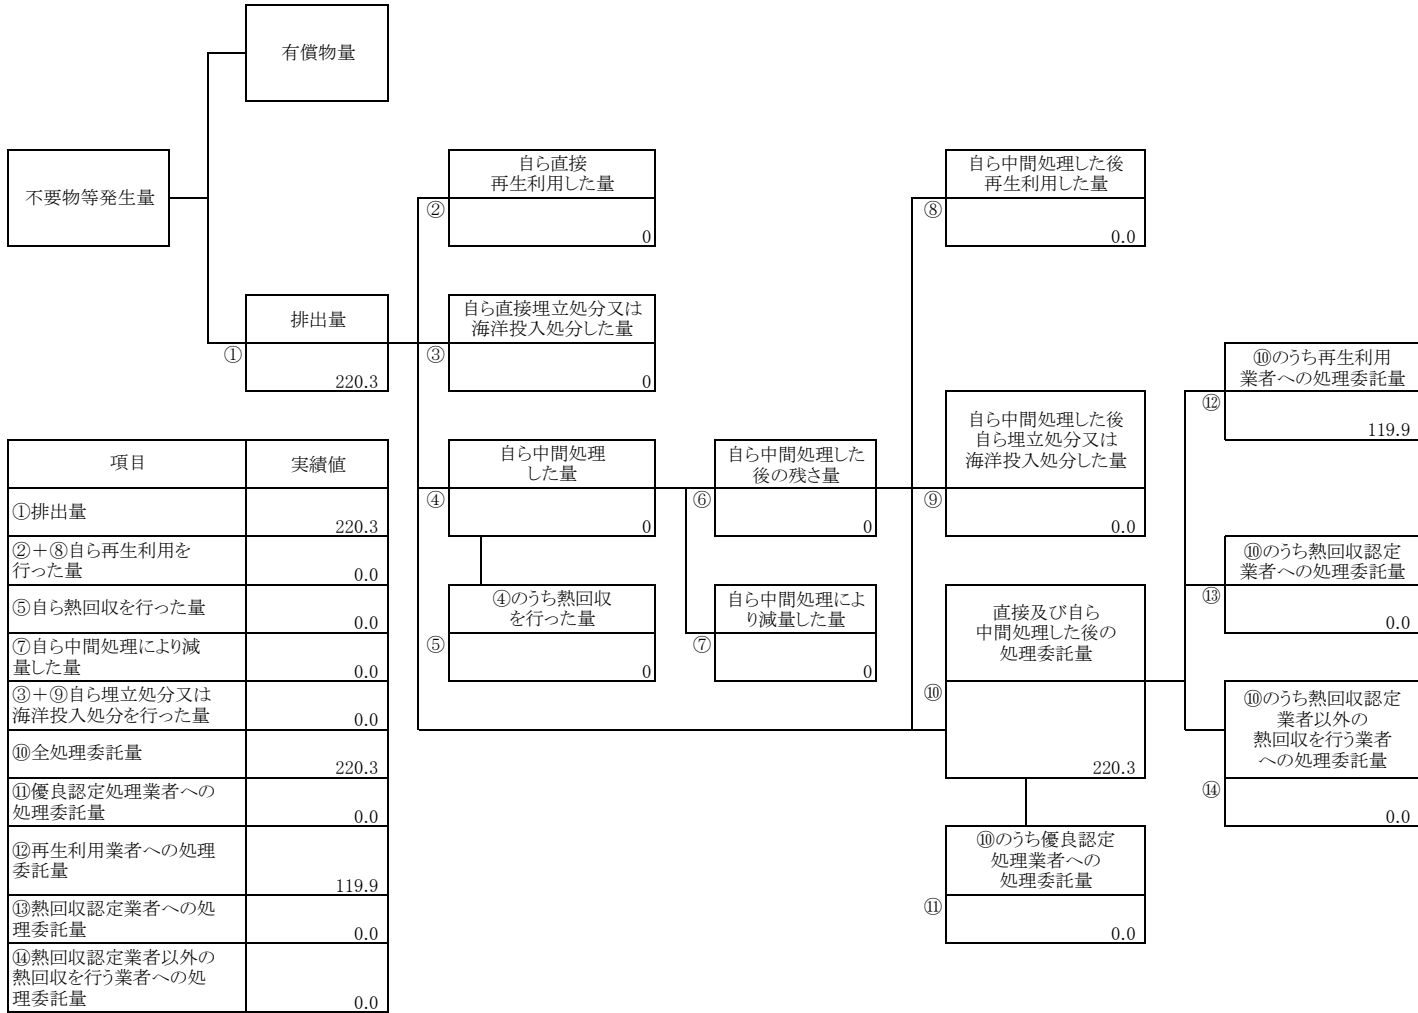 有償物量
不要物等発生量
自ら直接
再生利用した量
②
0
自ら中間処理した後
再生利用した量
⑧
0.0
排出量
①
220.3
自ら直接埋立処分又は
海洋投入処分した量
③
0
⑩のうち再生利用
業者への処理委託量
⑫
119.9
自ら中間処理
した量
④
0
自ら中間処理した
後の残さ量
⑥
0
自ら中間処理した後
自ら埋立処分又は
海洋投入処分した量
⑨
0.0
⑩のうち熱回収認定
業者への処理委託量
⑬
0.0
④のうち熱回収
を行った量
⑤
0
自ら中間処理によ
り減量した量
⑦
0
直接及び自ら
中間処理した後の
処理委託量
⑩
220.3
⑩のうち熱回収認定
業者以外の
熱回収を行う業者
への処理委託量
⑭
0.0
⑩のうち優良認定
処理業者への
処理委託量
⑪
0.0
項目 実績値
①排出量
220.3
②＋⑧自ら再生利用を
行った量
0.0
⑤自ら熱回収を行った量
0.0
⑦自ら中間処理により減
量した量
0.0
③＋⑨自ら埋立処分又は
海洋投入処分を行った量
0.0
⑩全処理委託量
220.3
⑪優良認定処理業者への
処理委託量
0.0
⑫再生利用業者への処理
委託量
119.9
⑬熱回収認定業者への処
理委託量
0.0
⑭熱回収認定業者以外の
熱回収を行う業者への処
理委託量
0.0